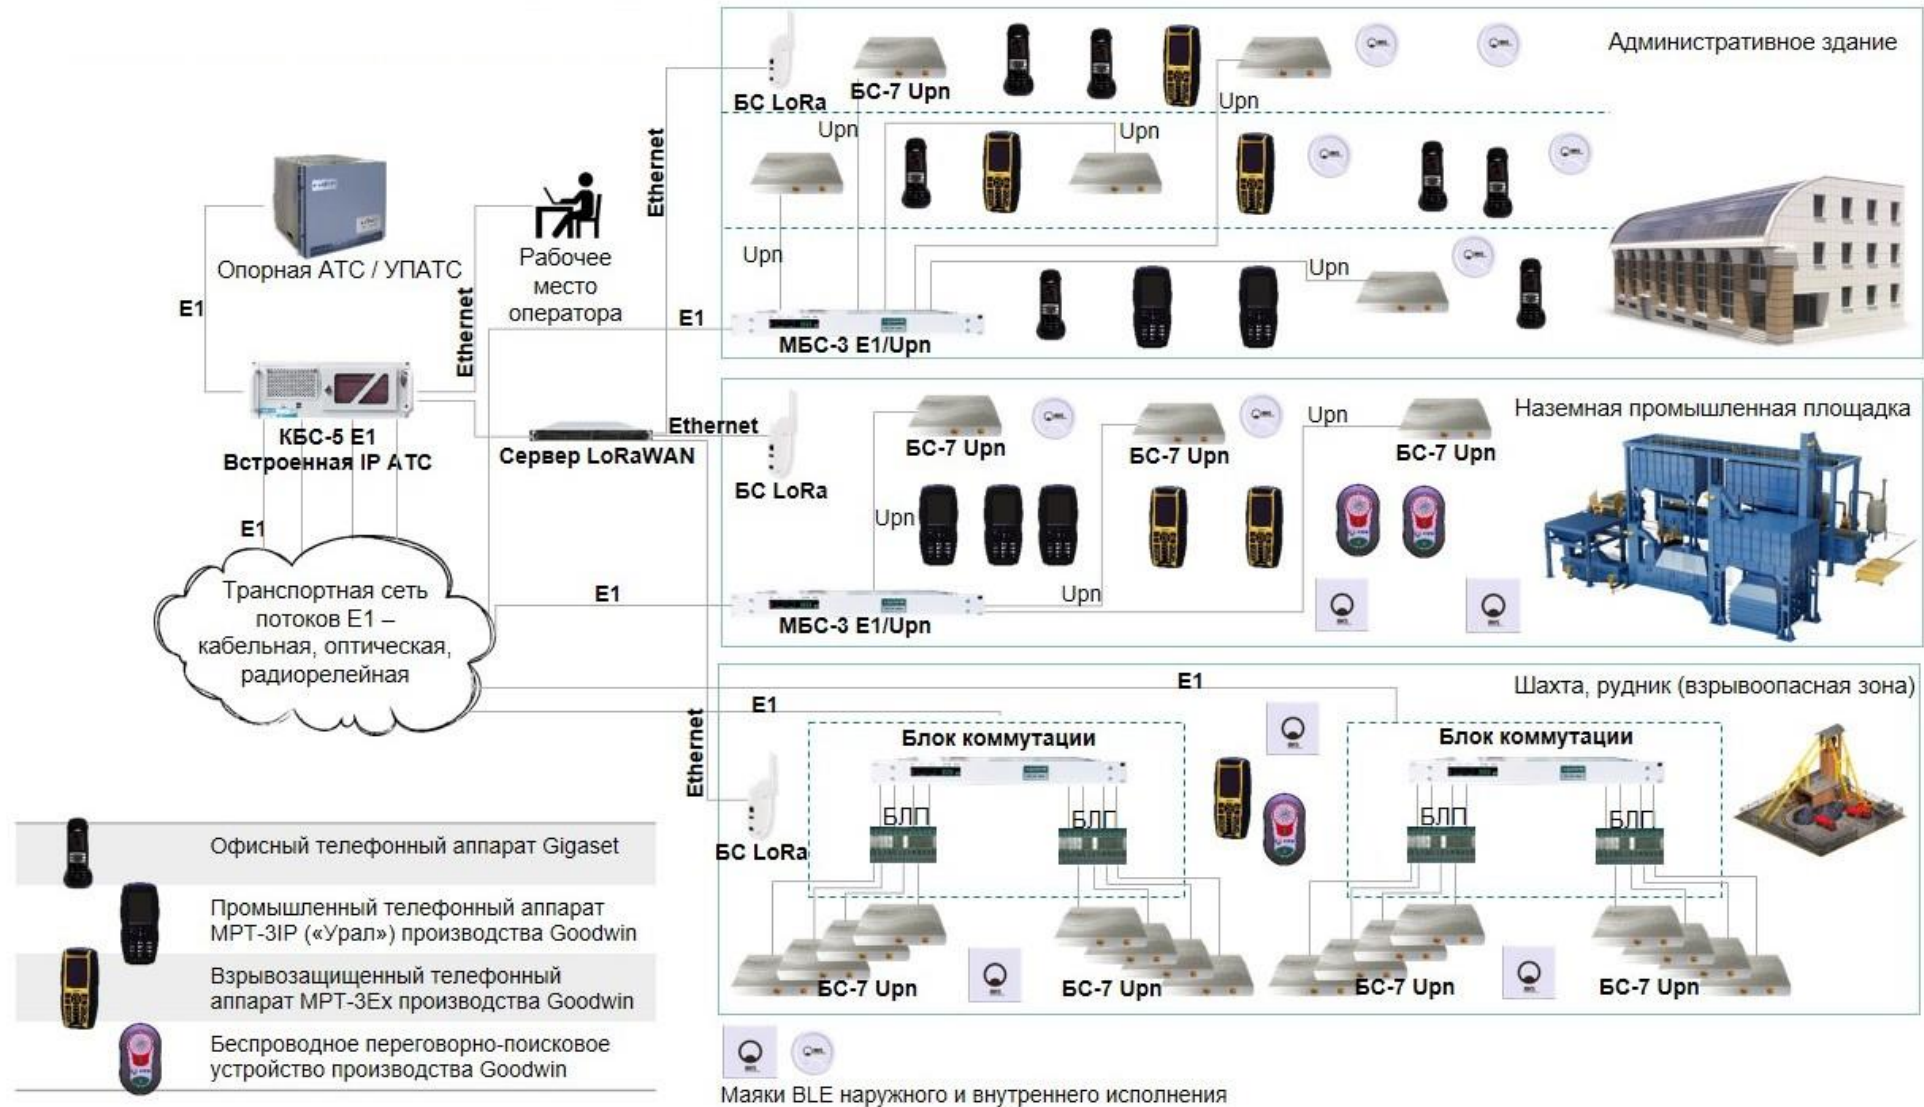 Административное здание
БС LoRa
БС-7 Upn
Upn
Upn
Upn
Ethernet
Опорная АТС / УПАТС
Рабочее
место
оператора
Upn
Upn
E1
Ethernet
E1
МБС-3 E1/Upn
КБС-5 E1
Встроенная IP АТС
Сервер LoRaWAN
Ethernet
БС LoRa
Наземная промышленная площадка
БС-7 Upn
БС-7 Upn
Upn
БС-7 Upn
Upn
E1
Транспортная сеть
потоков Е1 –
кабельная, оптическая,
радиорелейная
E1
Upn
МБС-3 E1/Upn
Шахта, рудник (взрывоопасная зона)
E1
E1
Ethernet
Блок коммутации
Блок коммутации
БЛП
БЛП
БЛП
БЛП
БС LoRa
БС-7 Upn
БС-7 Upn
БС-7 Upn
БС-7 Upn
Офисный телефонный аппарат Gigaset
Промышленный телефонный аппарат
МРТ-3IP («Урал») производства Goodwin
Взрывозащищенный телефонный
аппарат МРТ-3Ех производства Goodwin
Беспроводное переговорно-поисковое
устройство производства Goodwin
Маяки BLE наружного и внутреннего исполнения